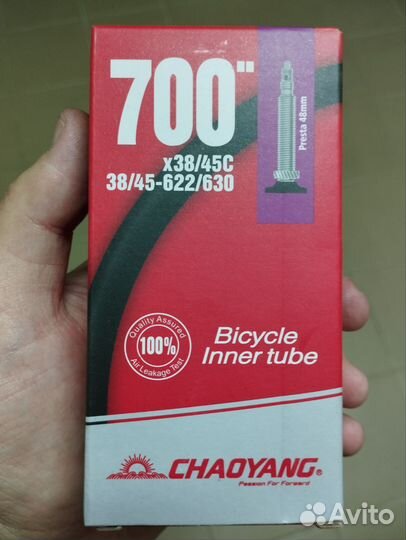 700"
x38/45C
38/45-622/630
Presta 48mm
Quality Assured
100%
Air Leakage Test
Bicycle
Inner tube
CHAOYANG®
Passion For Forward
Avito